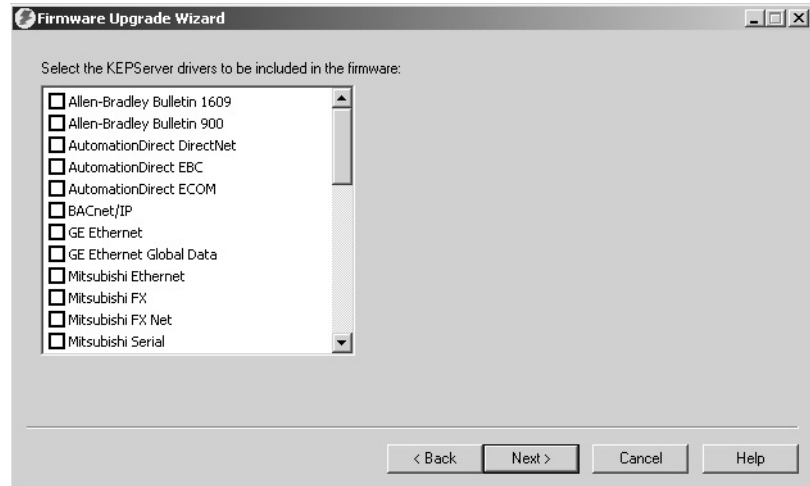 Firmware Upgrade Wizard
Select the KEPServer drivers to be included in the firmware:
Allen-Bradley Bulletin 1609
Allen-Bradley Bulletin 900
AutomationDirect DirectNet
AutomationDirect EBC
AutomationDirect ECOM
BACnet/IP
GE Ethernet
GE Ethernet Global Data
Mitsubishi Ethernet
Mitsubishi FX
Mitsubishi FX Net
Mitsubishi Serial
< Back Next > Cancel Help